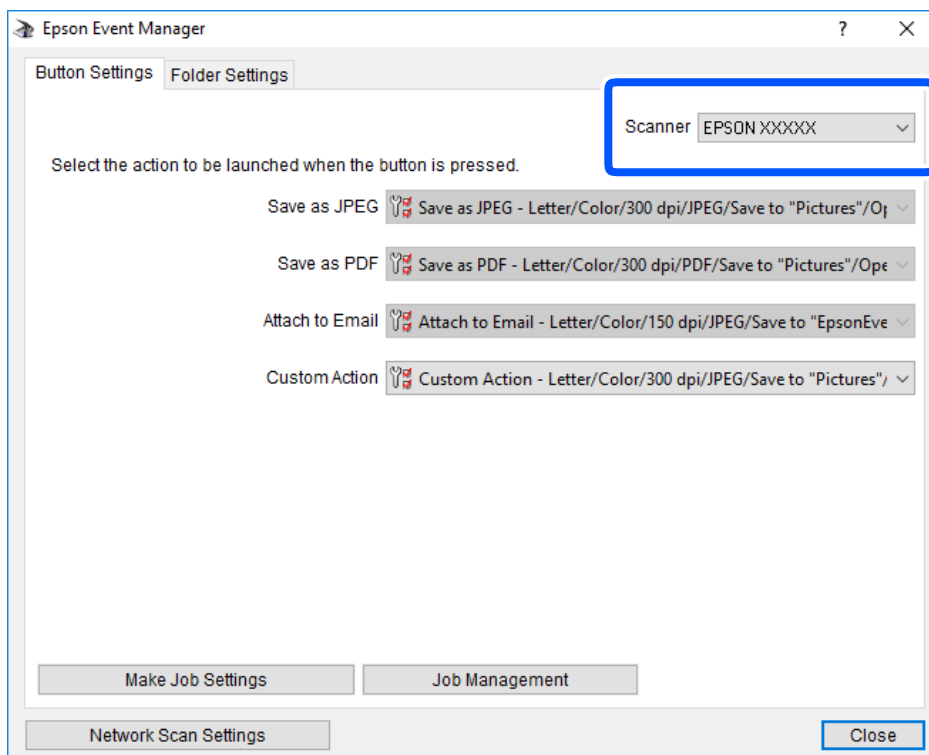 Epson Event Manager
Button Settings Folder Settings
Scanner EPSON XXXXX
Select the action to be launched when the button is pressed.
Save as JPEG Save as JPEG - Letter/Color/300 dpi/JPEG/Save to "Pictures"/Op
Save as PDF Save as PDF - Letter/Color/300 dpi/PDF/Save to "Pictures"/Ope
Attach to Email Attach to Email - Letter/Color/150 dpi/JPEG/Save to "EpsonEve
Custom Action Custom Action - Letter/Color/300 dpi/JPEG/Save to "Pictures"/
Make Job Settings Job Management
Network Scan Settings Close